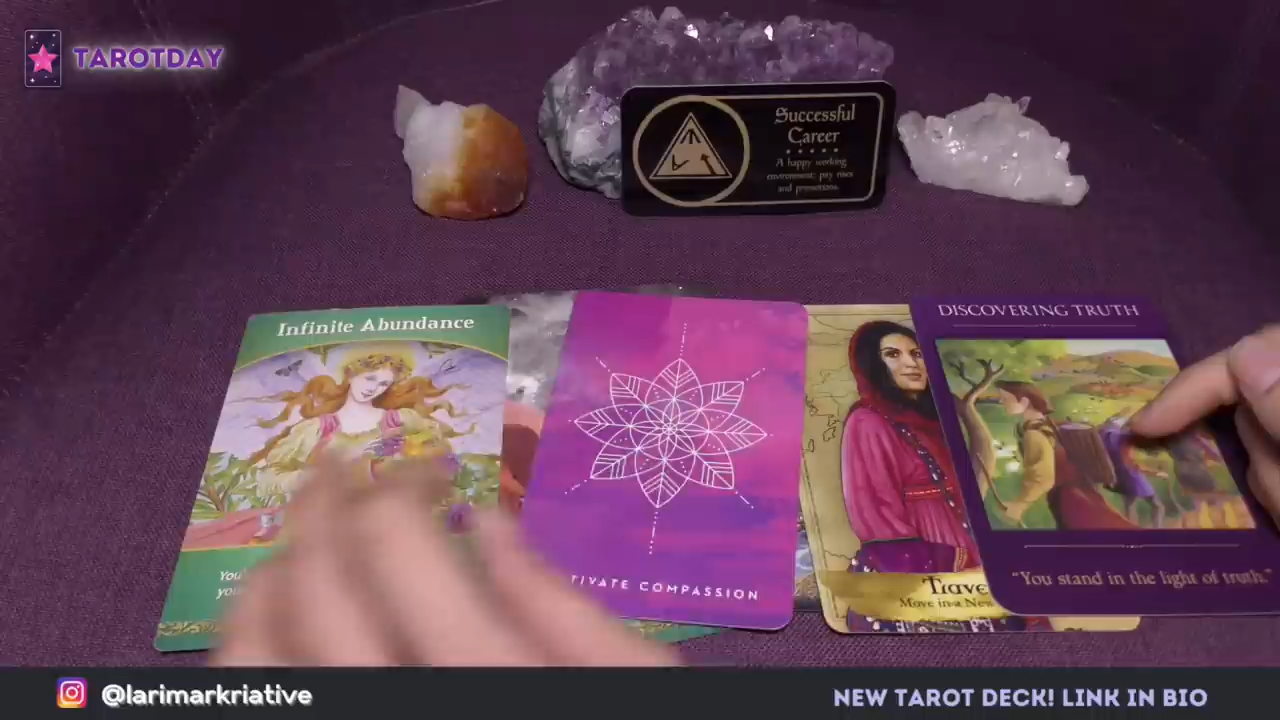 TAROTDAY
Successful
Career
A happy working
environment: pay rises
and promotions.
Infinite Abundance
DISCOVERING TRUTH
TIVATE COMPASSION
Trave
Move in a New
"You stand in the light of truth."
@larimarkriative
NEW TAROT DECK! LINK IN BIO